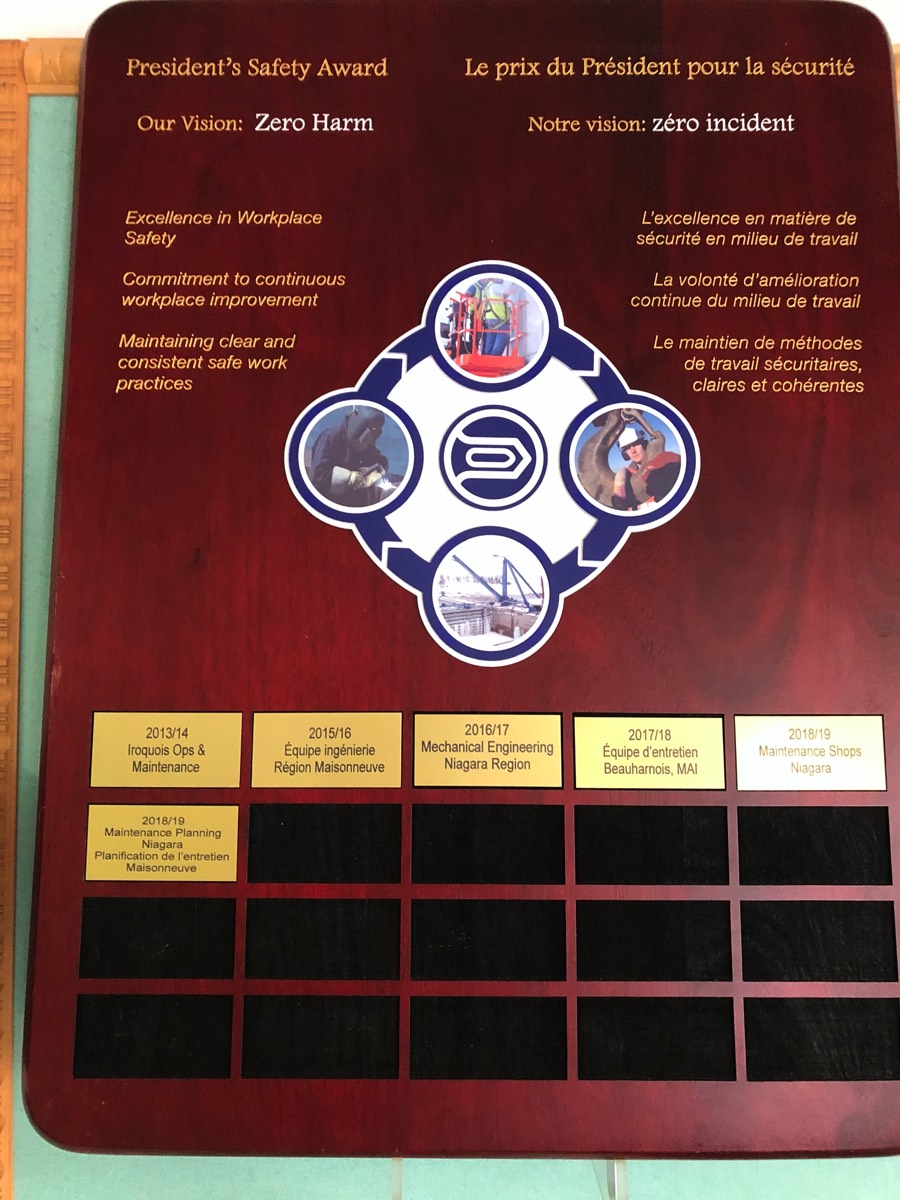 President's Safety Award
Our Vision: Zero Harm
Le prix du Président pour la sécurité
Notre vision: zéro incident
Excellence in Workplace
Safety
Commitment to continuous
workplace improvement
Maintaining clear and
consistent safe work
practices
L'excellence en matière de
sécurité en milieu de travail
La volonté d'amélioration
continue du milieu de travail
Le maintien de méthodes
de travail sécuritaires,
claires et cohérentes
2013/14
Iroquois Ops &
Maintenance
2015/16
Équipe ingénierie
Région Maisonneuve
2016/17
Mechanical Engineering
Niagara Region
2017/18
Équipe d'entretien
Beauharnois, MAI
2018/19
Maintenance Shops
Niagara
2018/19
Maintenance Planning
Niagara
Planification de l'entretien
Maisonneuve